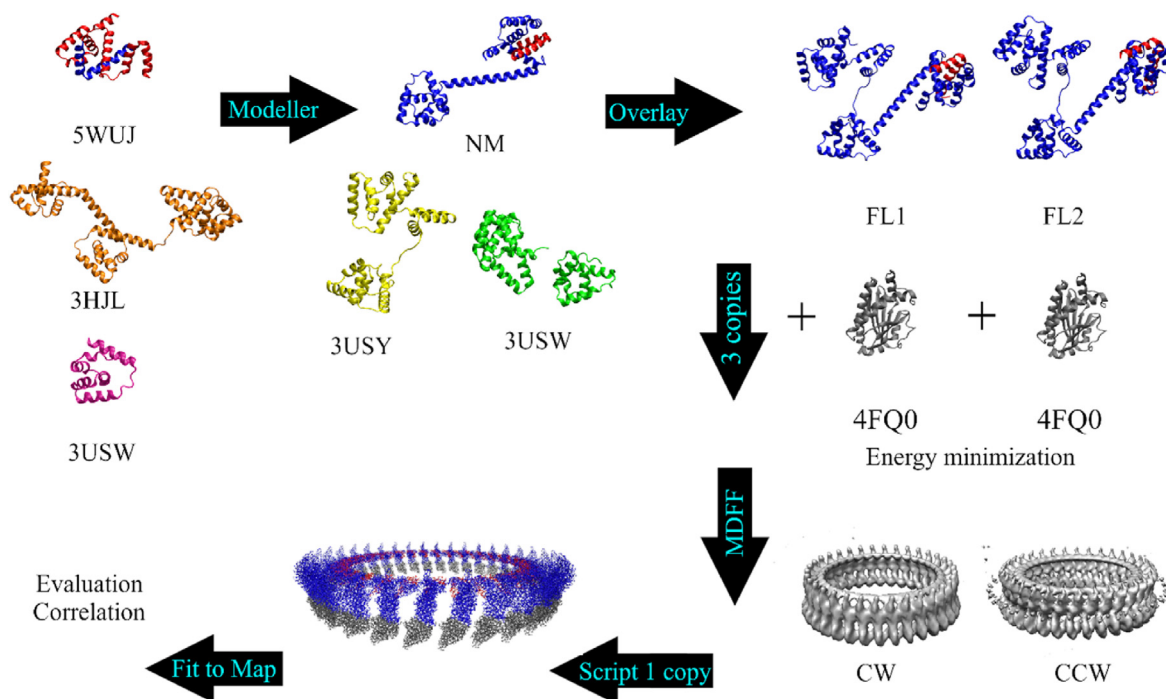 5WUJ
Modeller
NM
Overlay
FL1
FL2
3HJL
3USY
3USW
3USW
3 copies
+
+
4FQ0
4FQ0
Energy minimization
MDFF
CW
CCW
Script 1 copy
Fit to Map
Evaluation
Correlation